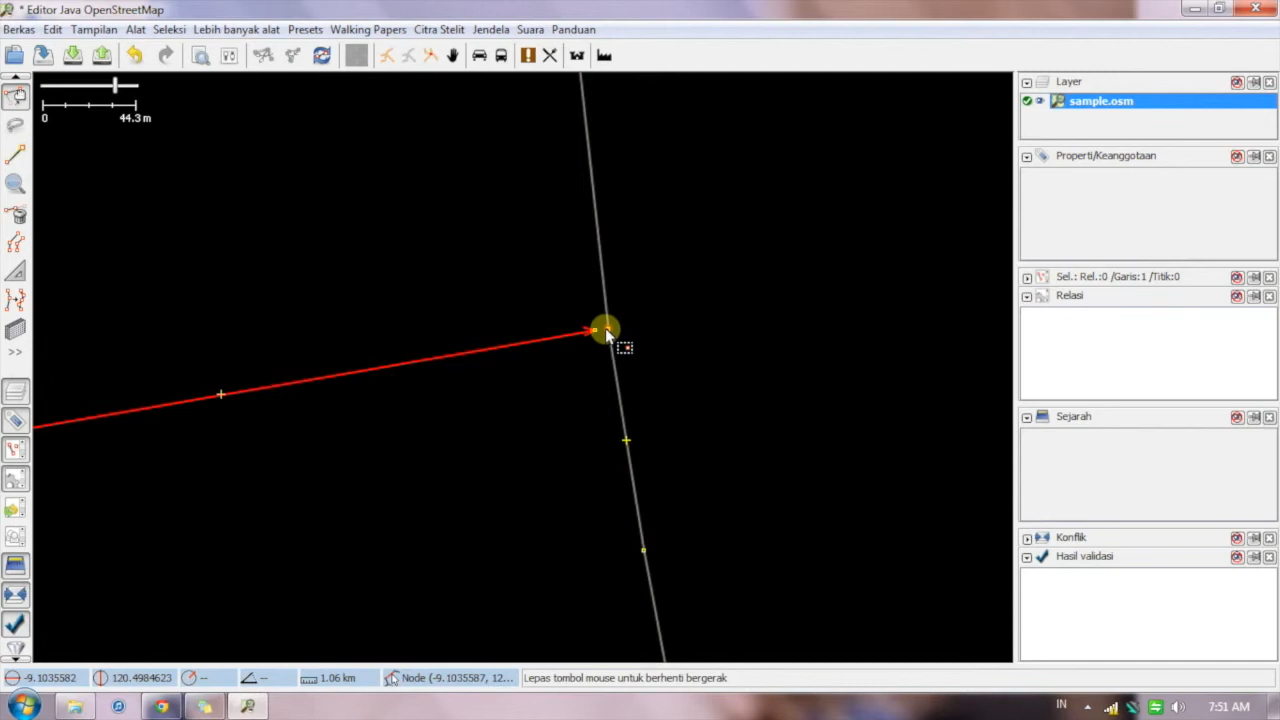 * Editor Java OpenStreetMap
Berkas Edit Tampilan Alat Seleksi Lebih banyak alat Presets Walking Papers Citra Stelit Jendela Suara Panduan
0 44.3 m
Layer
sample.osm
Properti/Keanggotaan
Sel.: Rel.:0 /Garis:1 /Titik:0
Relasi
Sejarah
Konflik
Hasil validasi
>>
-9.1035582 120.4984623 -- -- 1.06 km Node (-9.1035587, 12... Lepas tombol mouse untuk berhenti bergerak
IN 7:51 AM